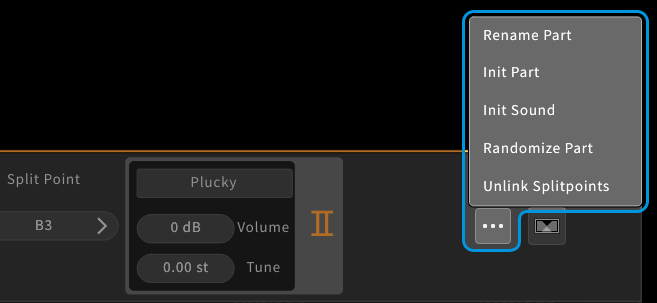 Rename Part
Init Part
Init Sound
Randomize Part
Unlink Splitpoints
Split Point
B3
Plucky
0 dB Volume
0.00 st Tune
II
...